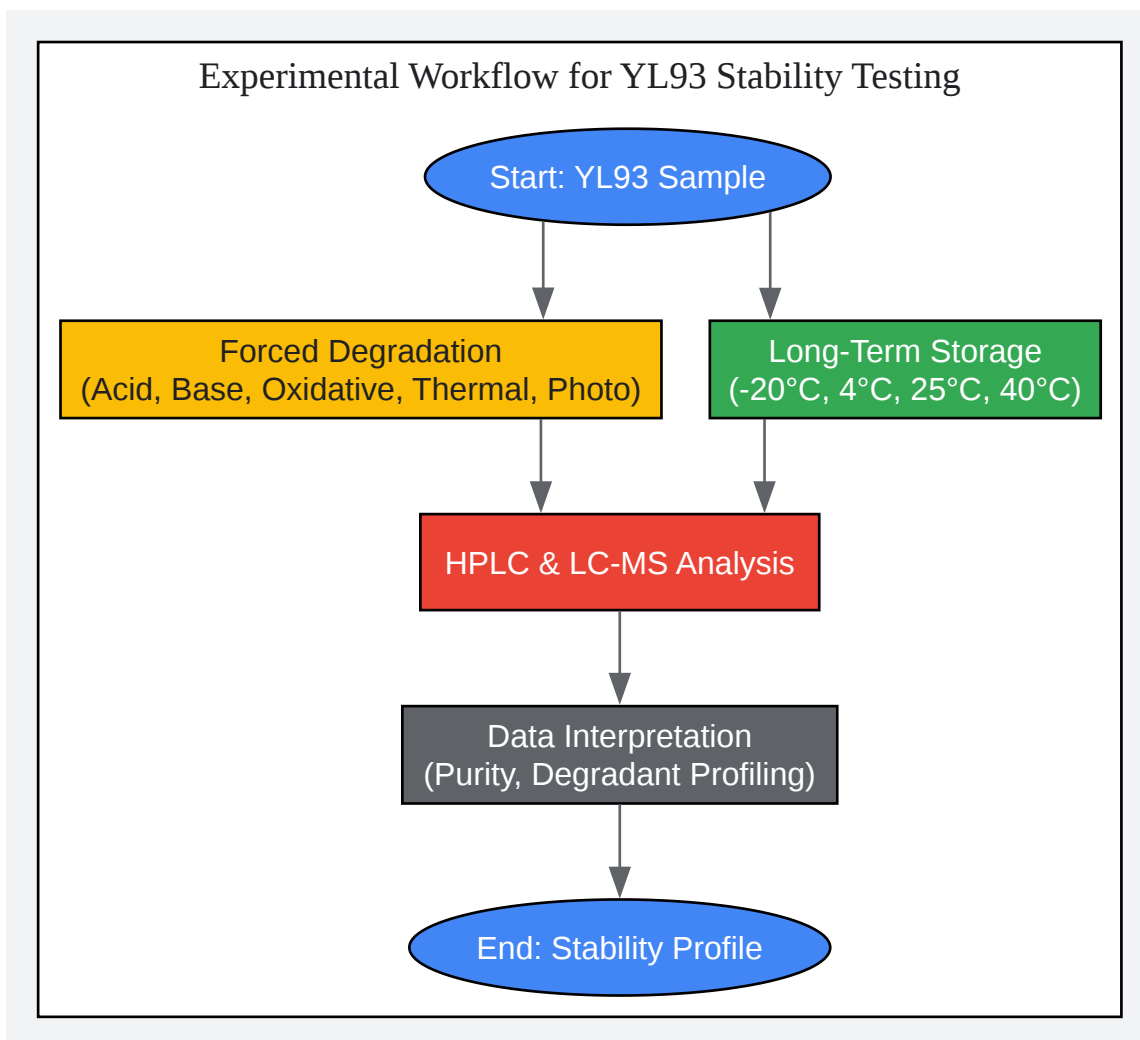 Experimental Workflow for YL93 Stability Testing
Start: YL93 Sample
Forced Degradation
(Acid, Base, Oxidative, Thermal, Photo)
Long-Term Storage
(-20°C, 4°C, 25°C, 40°C)
HPLC & LC-MS Analysis
Data Interpretation
(Purity, Degradant Profiling)
End: Stability Profile